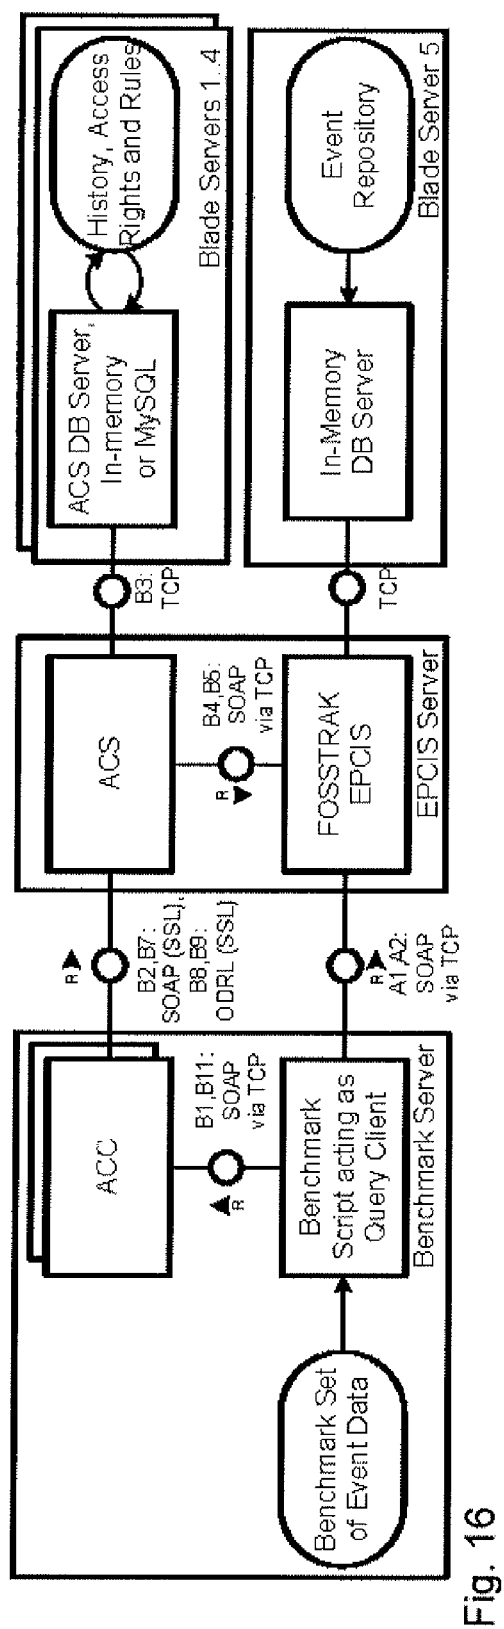 Benchmark Set
of Event Data
ACC
B1,B11:
SOAP
via TCP
R
Benchmark
Script acting as
Query Client
Benchmark Server
R
B2,B7:
SOAP (SSL),
B8,B9:
ODRL (SSL)
R
A1,A2:
SOAP
via TCP
ACS
B4,B5:
SOAP
via TCP
R
FOSSTRAK
EPCIS
EPCIS Server
B3:
TCP
TCP
ACS DB Server,
In-memory
or MySQL
History, Access
Rights and Rules
Blade Servers 1..4
In-Memory
DB Server
Event
Repository
Blade Server 5
Fig. 16